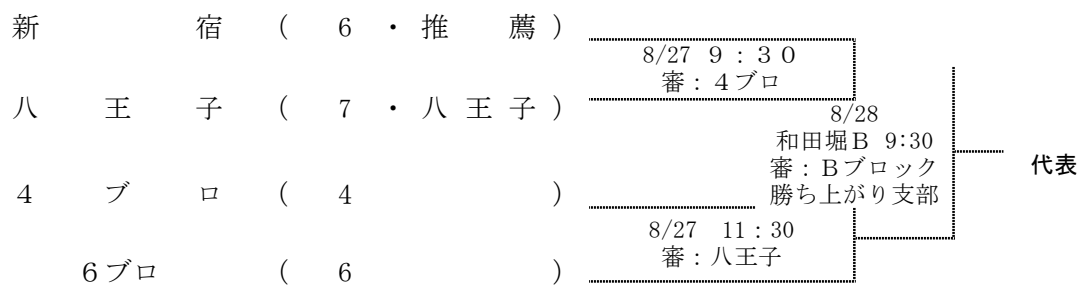 新宿(6・推薦)
8/27 9:30
審:4ブロ
八王子(7・八王子)
8/28
和田堀B 9:30
審:Bブロック
勝ち上がり支部
代表
4ブロ(4)
8/27 11:30
審:八王子
6ブロ(6)